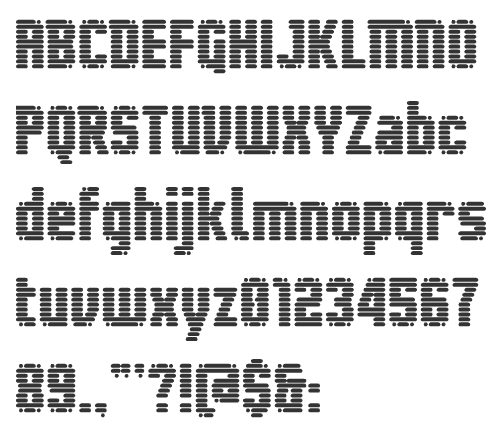 ABCDEFGHIJKLMNO
PQRSTUVWXYZabc
defghijklmnopqrs
tuvwxyz01234567
89.,"'?!(@$&: